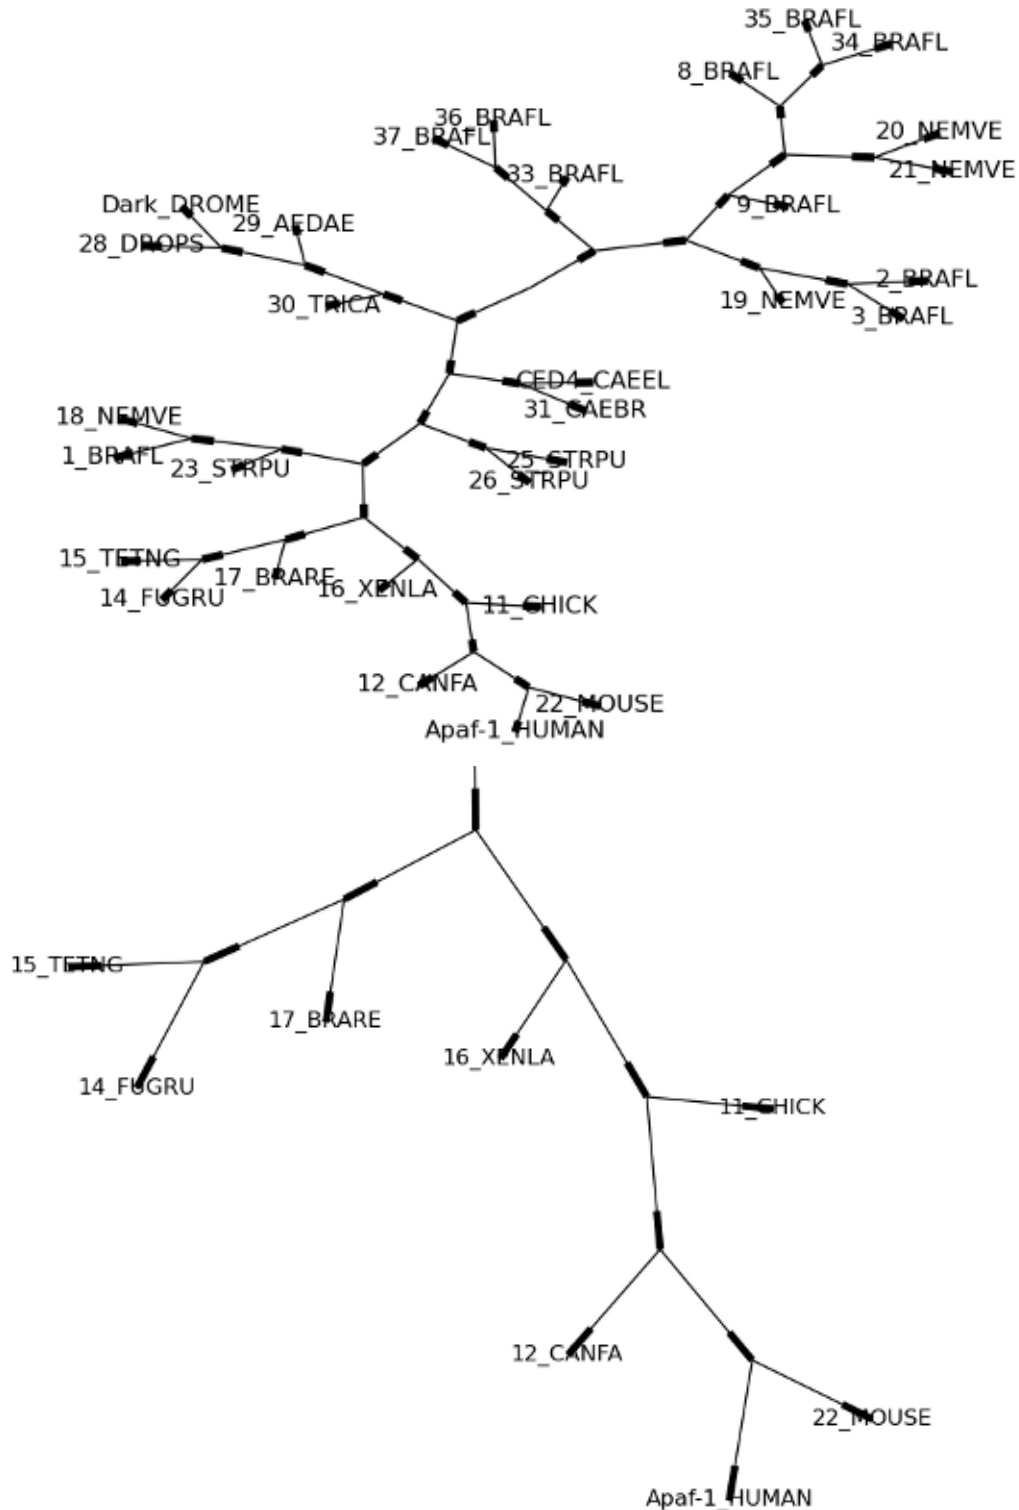 35_BRAFL
34_BRAFL
8_BRAFL
36_BRAFL
37_BRAFL
20_NEMVE
21_NEMVE
33_BRAFL
Dark_DROME
9_BRAFL
29_AEDAE
28_DROPS
2_BRAFL
19_NEMVE
30_TRICA
3_BRAFL
CED4_CAEEL
31_CAEBR
18_NEMVE
1_BRAFL
25_STRPU
23_STRPU
26_STRPU
15_TETNG
17_BRARE
16_XENLA
14_FUGRU
11_CHICK
12_CANFA
22_MOUSE
Apaf-1_HUMAN
15_TETNG
17_BRARE
16_XENLA
14_FUGRU
11_CHICK
12_CANFA
22_MOUSE
Apaf-1_HUMAN